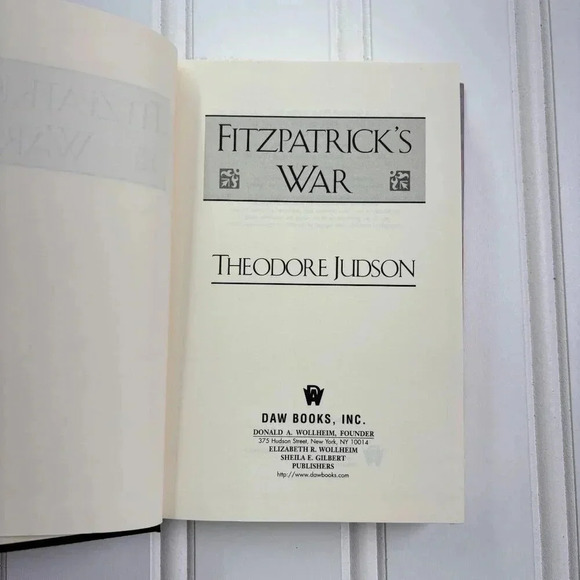 FITZPATRICK'S
WAR
THEODORE JUDSON
DAW BOOKS, INC.
DONALD A. WOLLHEIM, FOUNDER
375 Hudson Street, New York, NY 10014
ELIZABETH R. WOLLHEIM
SHEILA E. GILBERT
PUBLISHERS
http://www.dawbooks.com